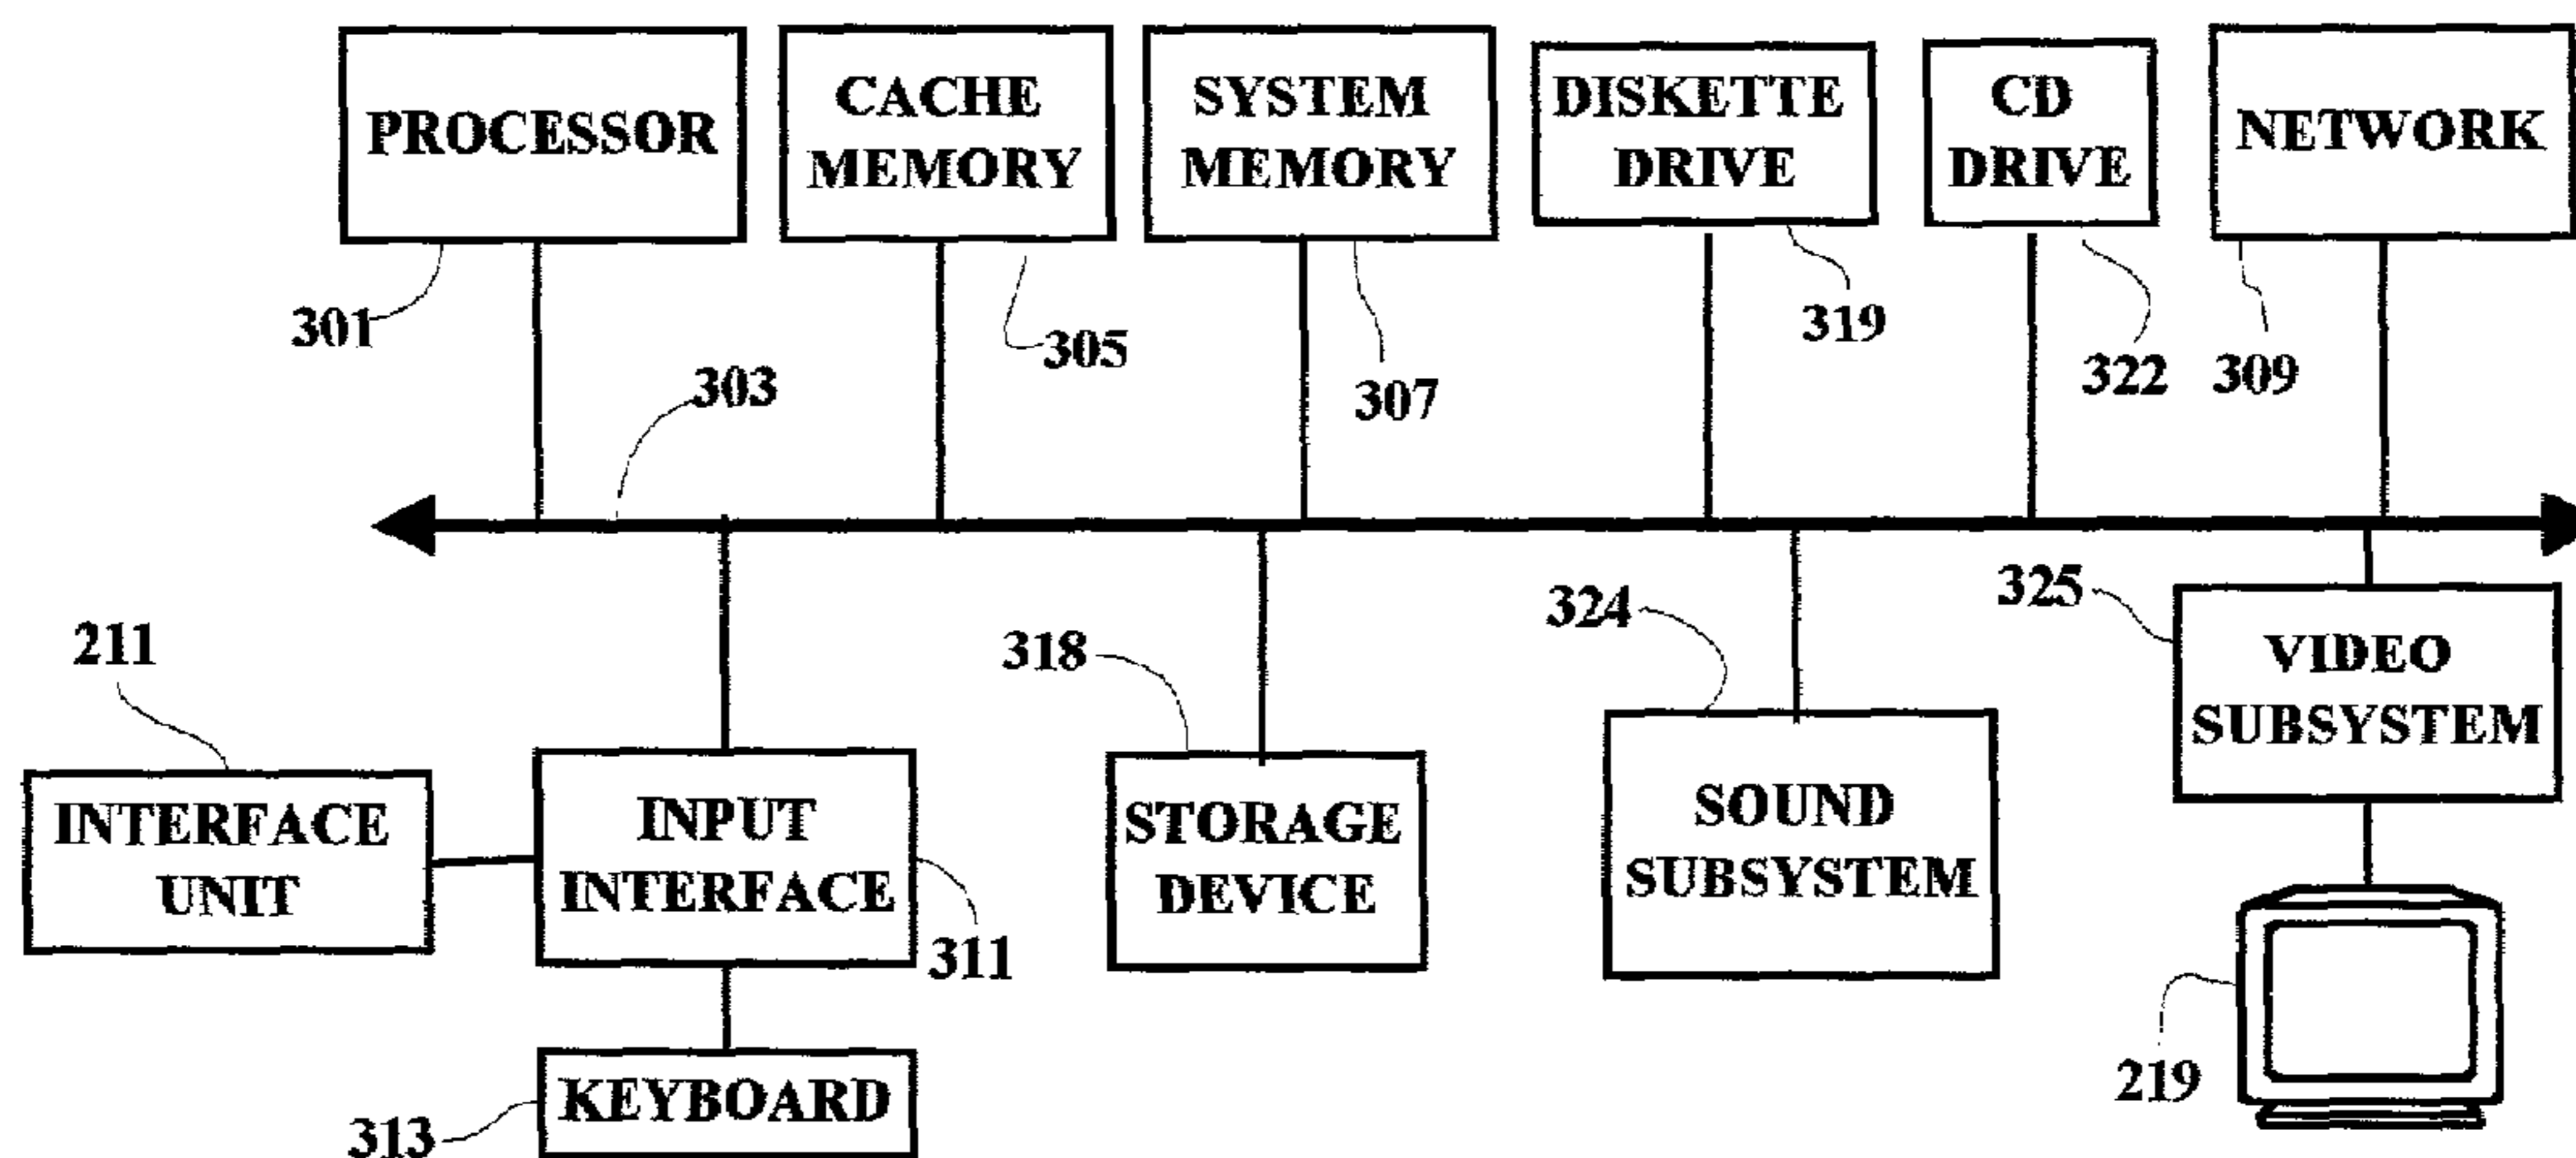 PROCESSOR
CACHE
MEMORY
SYSTEM
MEMORY
DISKETTE
DRIVE
CD
DRIVE
NETWORK
301
305
307
319
322
309
303
211
318
324
325
INTERFACE
UNIT
INPUT
INTERFACE
311
STORAGE
DEVICE
SOUND
SUBSYSTEM
VIDEO
SUBSYSTEM
313
KEYBOARD
219